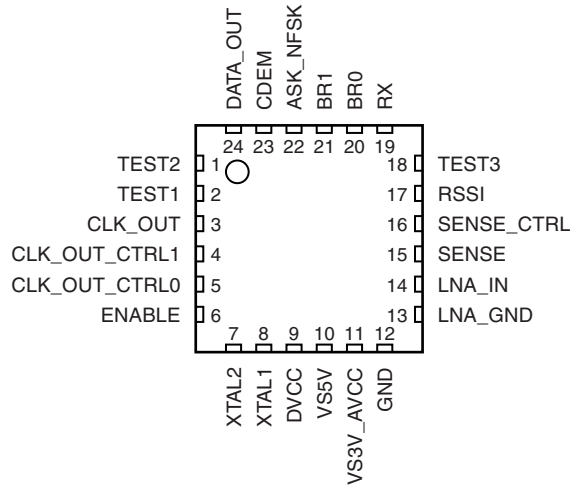 DATA_OUT
CDEM
ASK_NFSK
BR1
BR0
RX
24 23 22 21 20 19
TEST2 1 18 TEST3
TEST1 2 17 RSSI
CLK_OUT 3 16 SENSE_CTRL
CLK_OUT_CTRL1 4 15 SENSE
CLK_OUT_CTRL0 5 14 LNA_IN
ENABLE 6 13 LNA_GND
7 8 9 10 11 12
XTAL2
XTAL1
DVCC
VS5V
VS3V_AVCC
GND